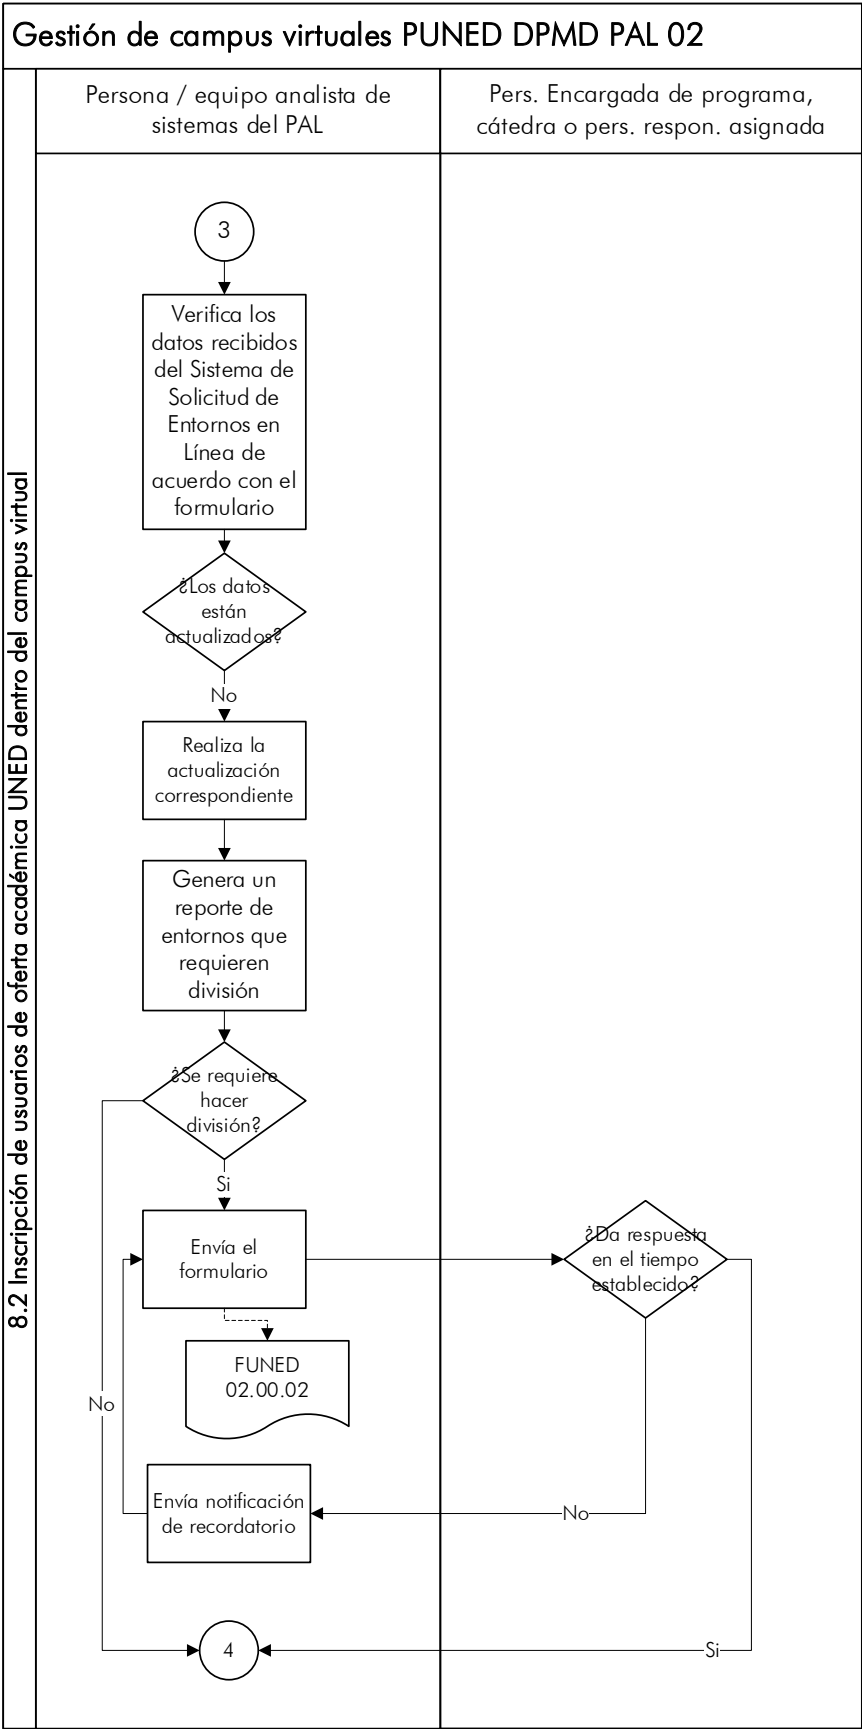 Gestión de campus virtuales PUNED DPMD PAL 02
Persona / equipo analista de
sistemas del PAL
Pers. Encargada de programa,
cátedra o pers. respon. asignada
8.2 Inscripción de usuarios de oferta académica UNED dentro del campus virtual
3
Verifica los
datos recibidos
del Sistema de
Solicitud de
Entornos en
Línea de
acuerdo con el
formulario
¿Los datos
están
actualizados?
No
Realiza la
actualización
correspondiente
Genera un
reporte de
entornos que
requieren
división
¿Se requiere
hacer
división?
Si
Envía el
formulario
¿Da respuesta
en el tiempo
establecido?
FUNED
02.00.02
No
Envía notificación
de recordatorio
No
4
Si